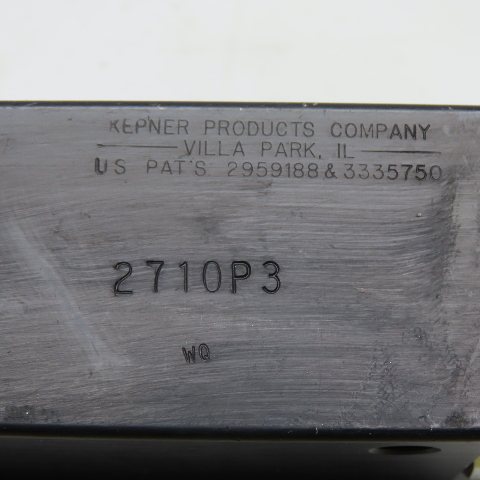 KEPNER PRODUCTS COMPANY
VILLA PARK, IL
US PAT'S 2959188 & 3335750
2710P3
WQ